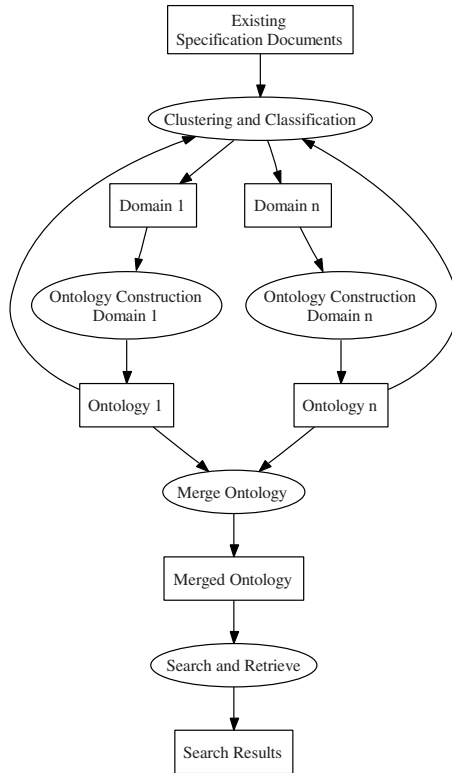 Existing
Specification Documents
Clustering and Classification
Domain 1
Domain n
Ontology Construction
Domain 1
Ontology Construction
Domain n
Ontology 1
Ontology n
Merge Ontology
Merged Ontology
Search and Retrieve
Search Results